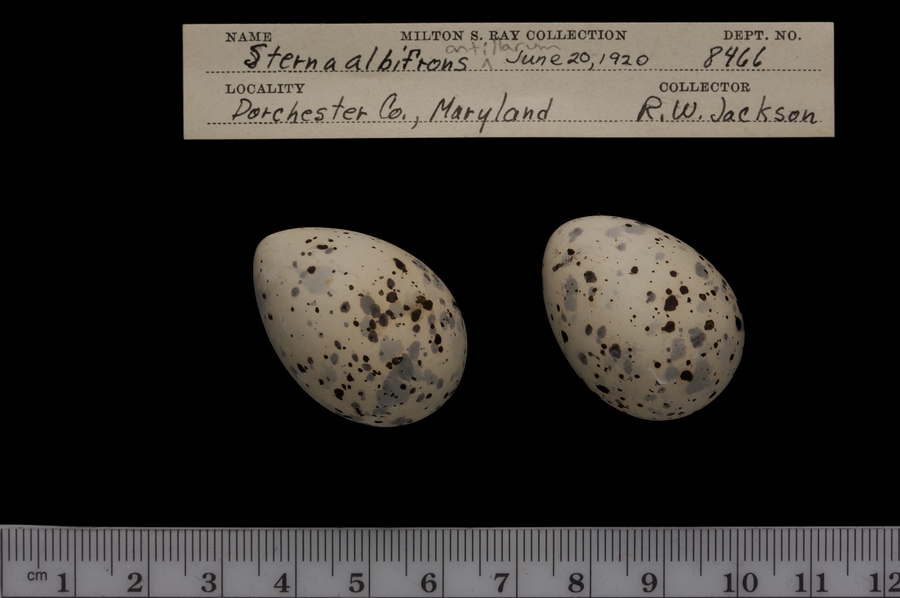 NAME MILTON S. RAY COLLECTION DEPT. NO.
antillarum
Sterna albifrons ^ June 20, 1920 8466
LOCALITY COLLECTOR
Dorchester Co., Maryland R. W. Jackson
cm 1 2 3 4 5 6 7 8 9 10 11 12